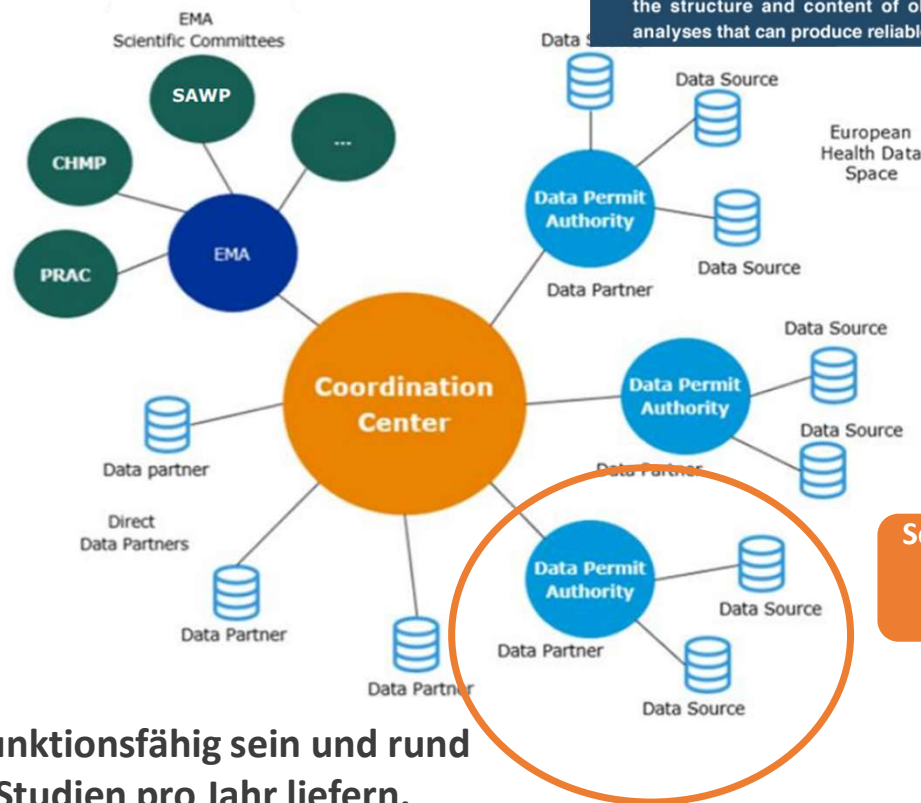 the structure and content of
analyses that can produce
EMA
Scientific Committees
SAWP
...
CHMP
PRAC
EMA
Data
Data Source
European
Health Data
Space
Data Permit
Authority
Data Source
Data Partner
Data Source
Coordination
Center
Data Permit
Authority
Data Source
Data Partner
Data partner
Direct
Data Partners
Data Permit
Authority
Data Source
Data Partner
Data Partner
Data Partner
Data Source
unktionsfähig sein und rund
Studien pro Jahr liefern.